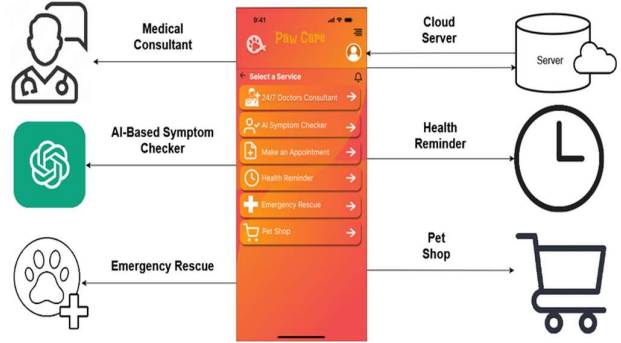 Medical
Consultant
AI-Based Symptom
Checker
Emergency Rescue
9:41
Paw Care
Select a Service
24/7 Doctors Consultant
AI Symptom Checker
Make an Appointment
Health Reminder
Emergency Rescue
Pet Shop
Cloud
Server
Server
Health
Reminder
Pet
Shop